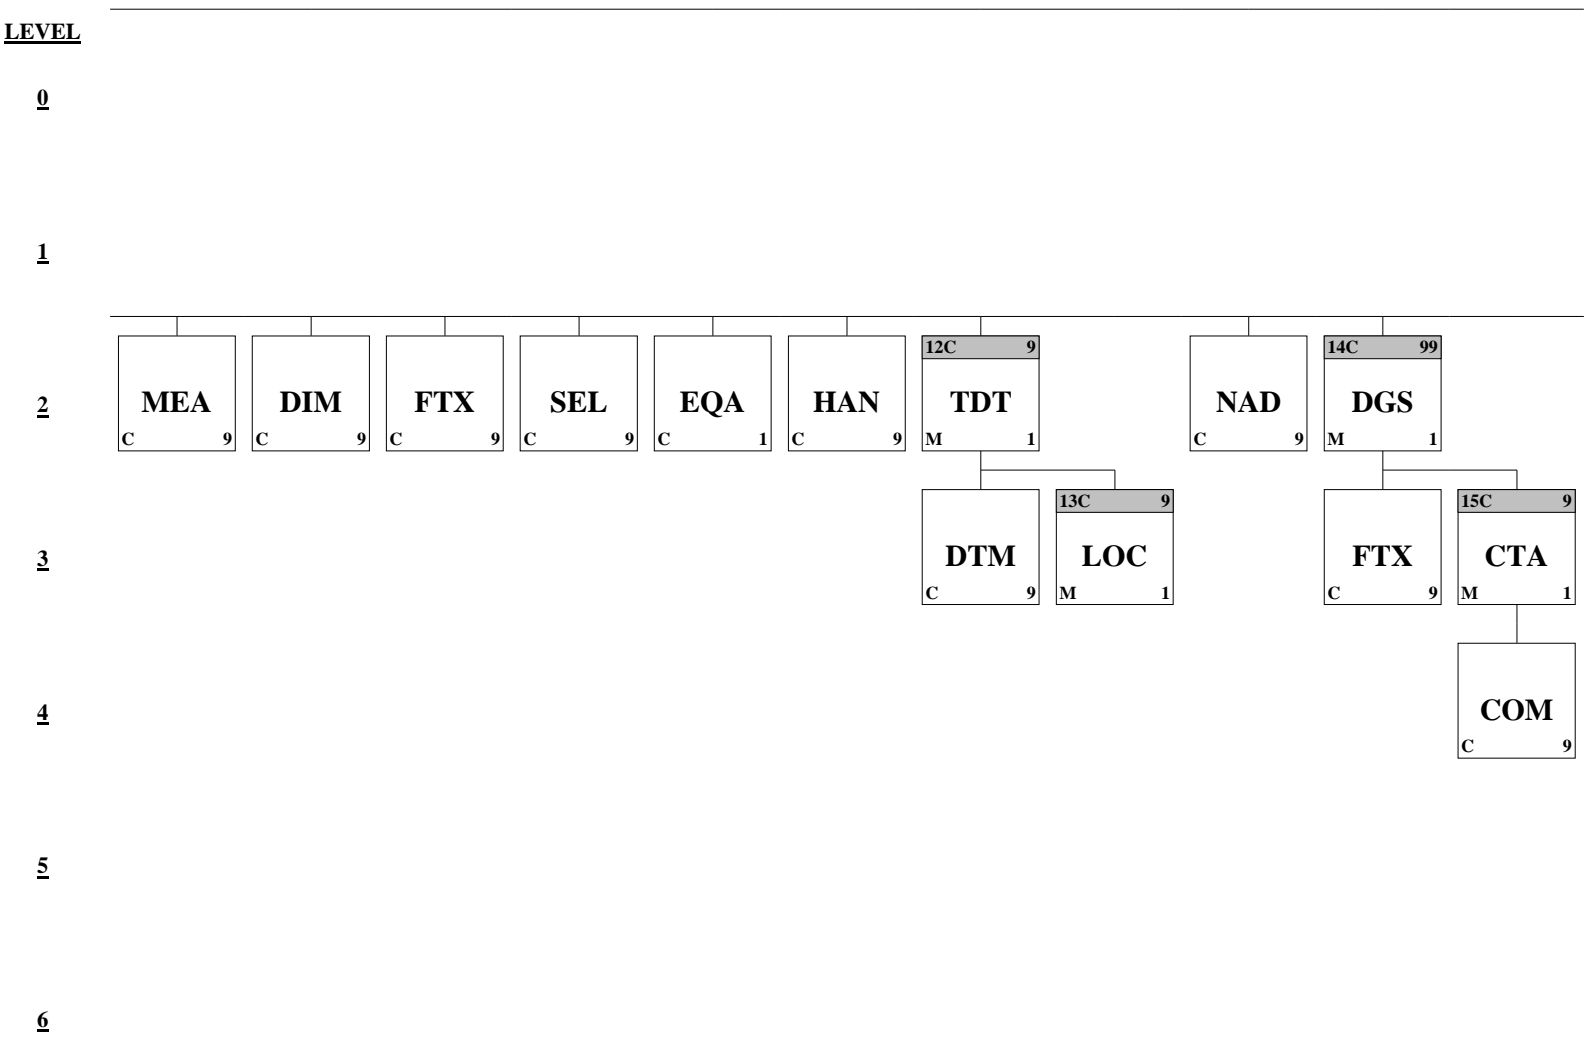 LEVEL
0
1
12C 9 14C 99
2 MEA DIM FTX SEL EQA HAN TDT NAD DGS
C 9 C 9 C 9 C 9 C 1 C 9 M 1 C 9 M 1
13C 9 15C 9
3 DTM LOC FTX CTA
C 9 M 1 C 9 M 1
4 COM
C 9
5
6